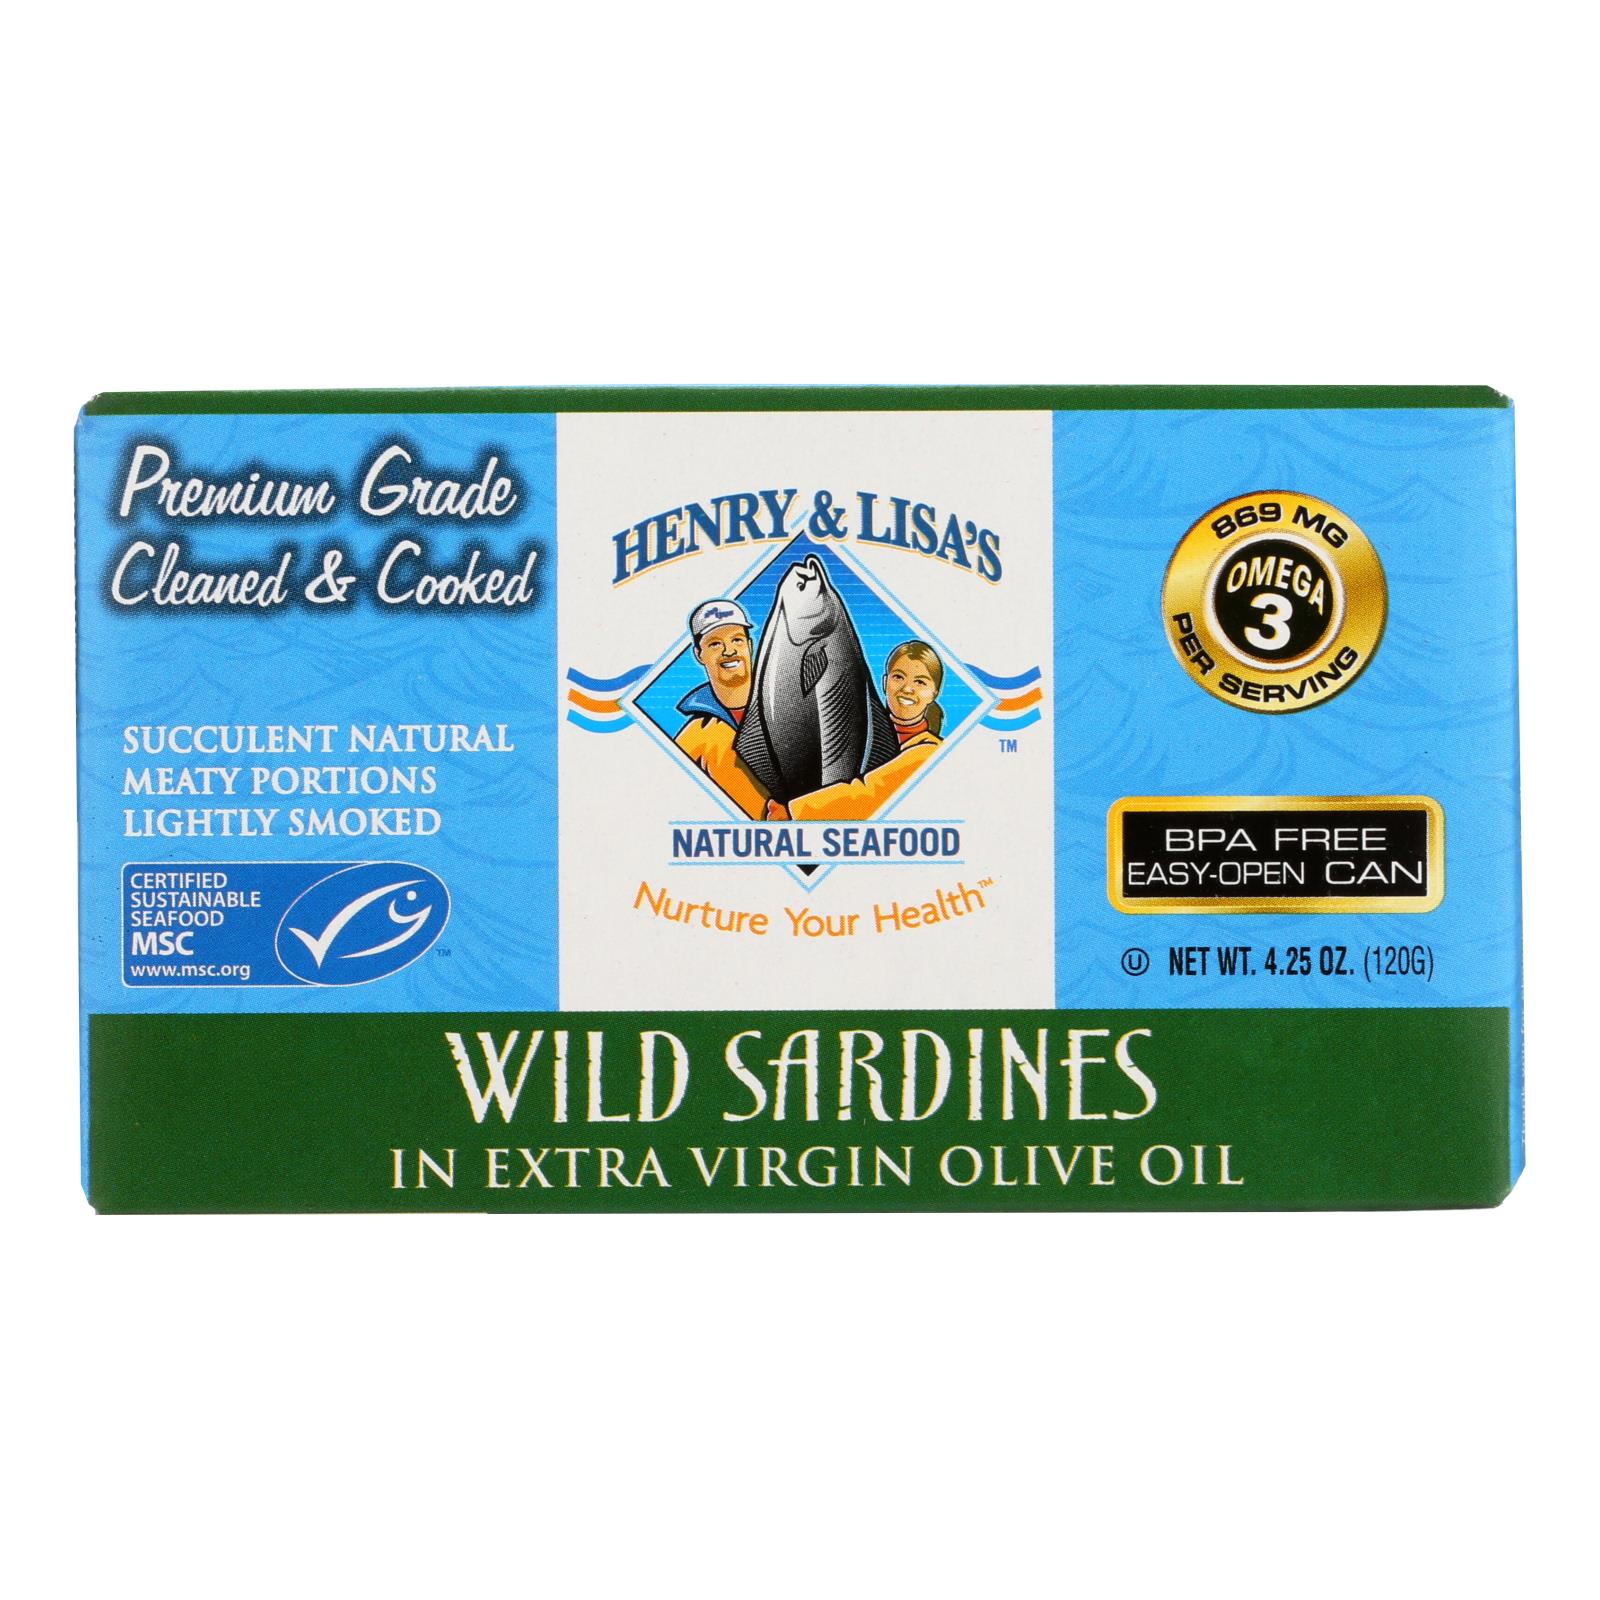 Premium Grade
Cleaned & Cooked
SUCCULENT NATURAL
MEATY PORTIONS
LIGHTLY SMOKED
CERTIFIED
SUSTAINABLE
SEAFOOD
MSC
www.msc.org
TM
HENRY & LISA'S
TM
NATURAL SEAFOOD
Nurture Your Health™
869 MG
OMEGA
3
PER SERVING
BPA FREE
EASY-OPEN CAN
U NET WT. 4.25 OZ. (120G)
WILD SARDINES
IN EXTRA VIRGIN OLIVE OIL